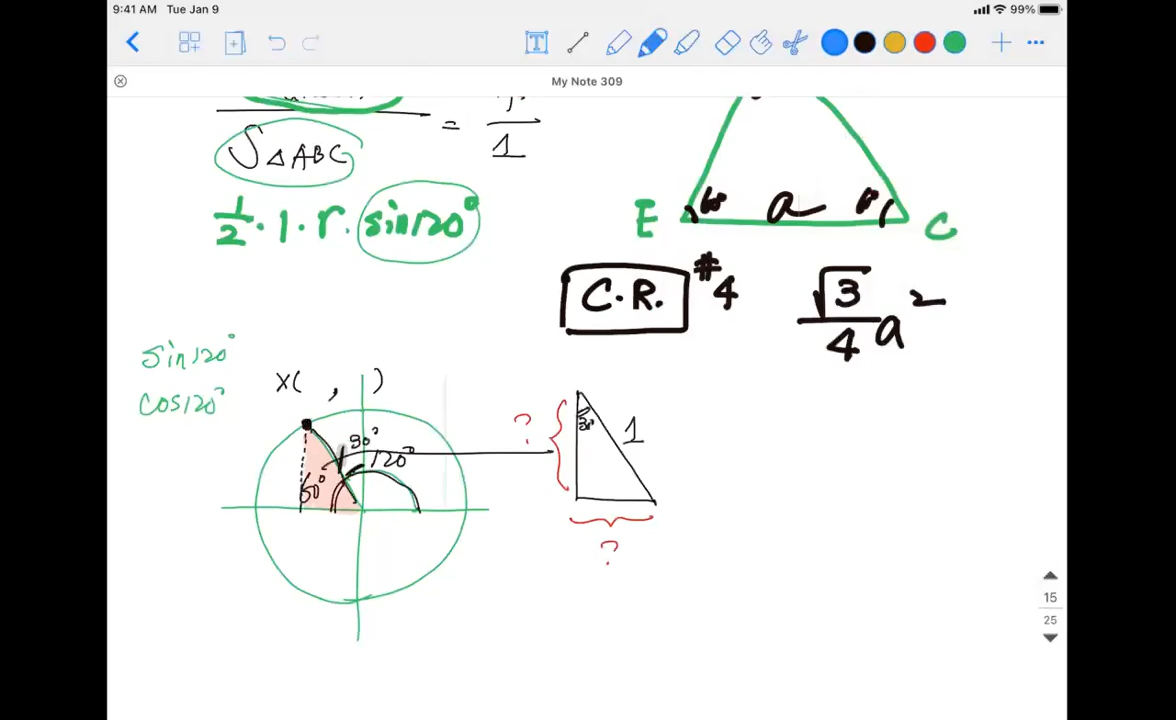 9:41 AM Tue Jan 9
99%
T
My Note 309
S△ABC
=
1
1/2 · 1 · r · sin120°
E
60
a
C
C.R. #4
√3/4 a²
sin120°
cos120°
X( , )
?
30
1
120°
60°
?
15
25